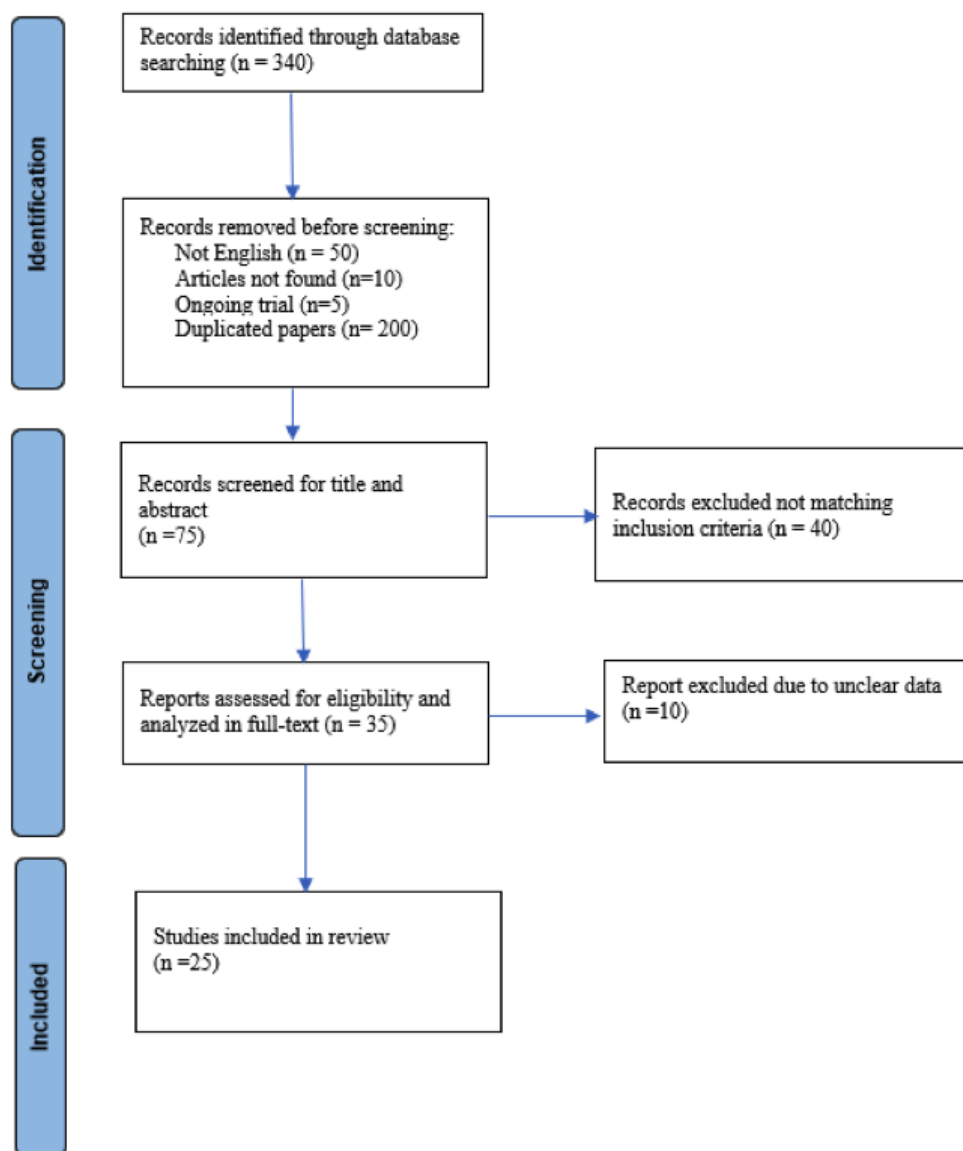 Identification
Records identified through database
searching (n = 340)
Records removed before screening:
Not English (n = 50)
Articles not found (n=10)
Ongoing trial (n=5)
Duplicated papers (n= 200)
Screening
Records screened for title and
abstract
(n =75)
Records excluded not matching
inclusion criteria (n = 40)
Reports assessed for eligibility and
analyzed in full-text (n = 35)
Report excluded due to unclear data
(n =10)
Included
Studies included in review
(n =25)